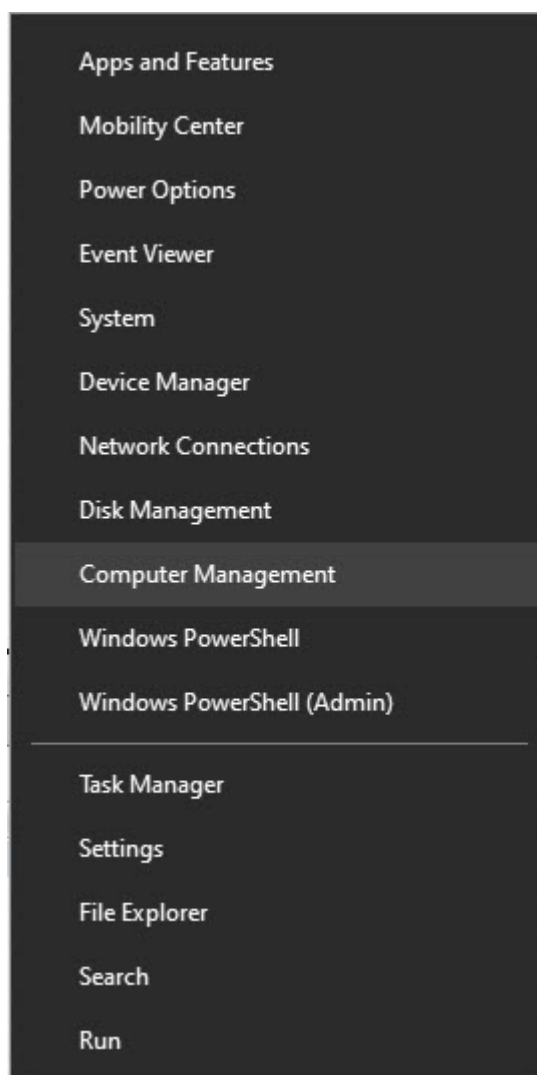 Apps and Features
Mobility Center
Power Options
Event Viewer
System
Device Manager
Network Connections
Disk Management
Computer Management
Windows PowerShell
Windows PowerShell (Admin)
Task Manager
Settings
File Explorer
Search
Run